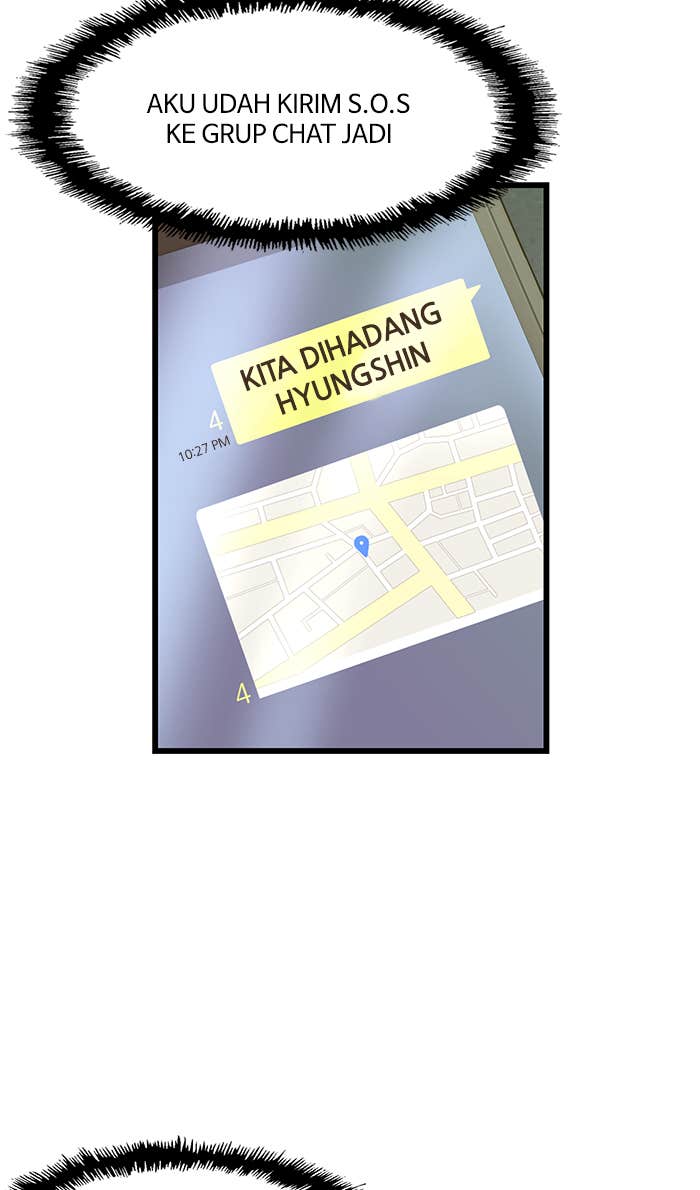 AKU UDAH KIRIM S.O.S
KE GRUP CHAT JADI
KITA DIHADANG
HYUNGSHIN
4
10:27 PM
4